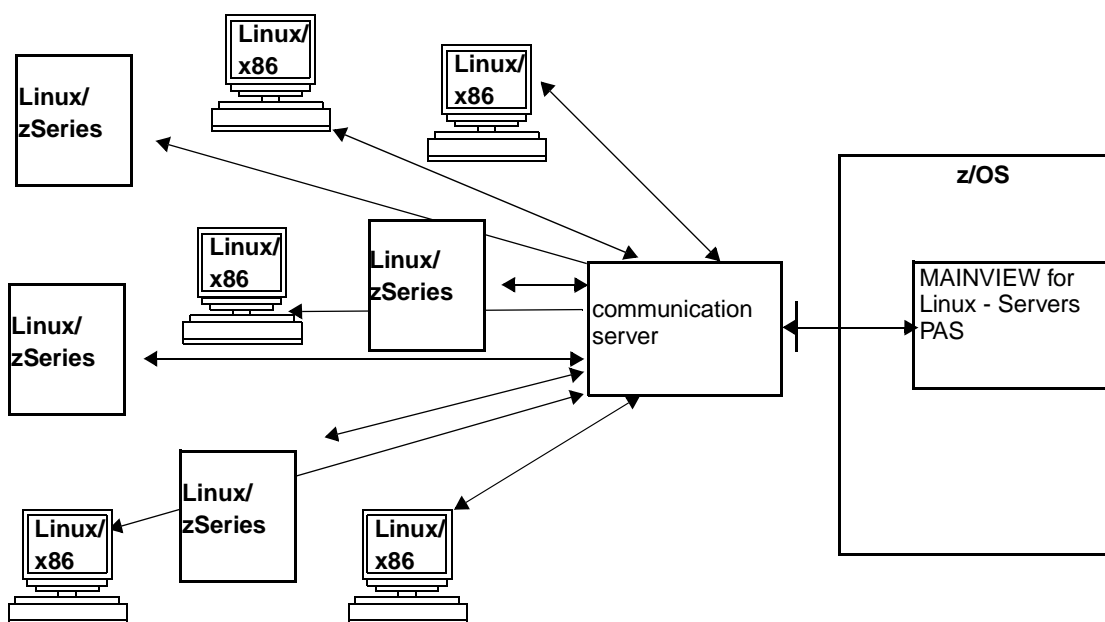 Linux/
x86
Linux/
x86
Linux/
zSeries
z/OS
Linux/
x86
Linux/
zSeries
MAINVIEW for
Linux - Servers
PAS
communication
server
Linux/
zSeries
Linux/
zSeries
Linux/
x86
Linux/
x86